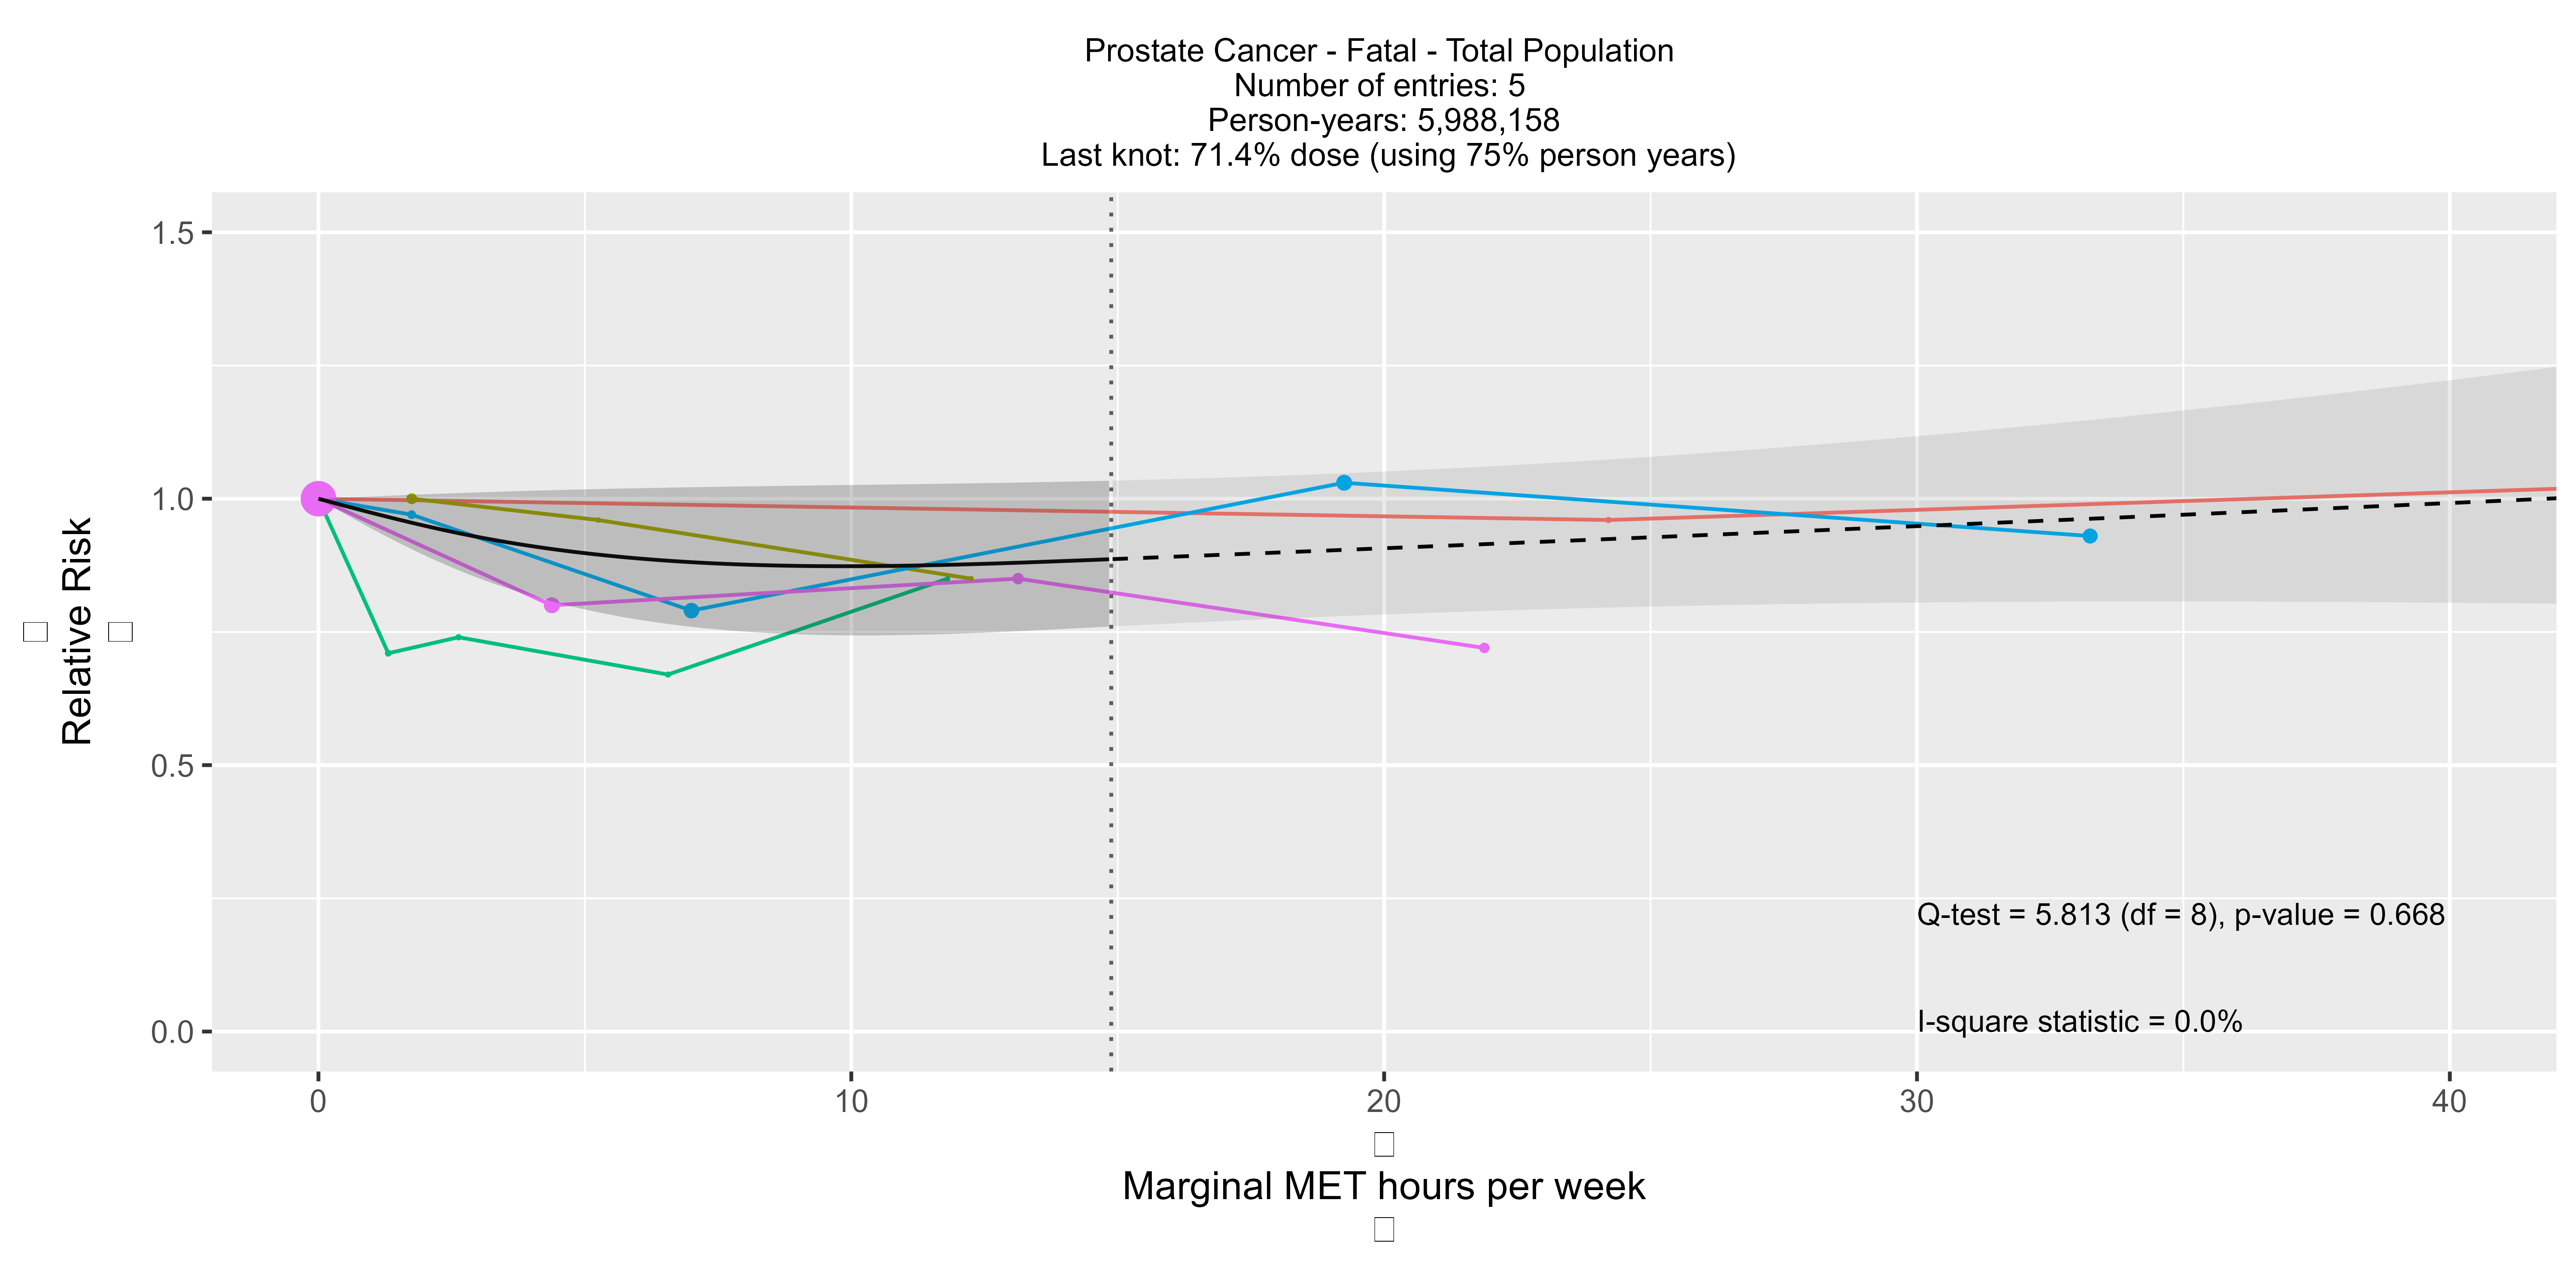 Prostate Cancer - Fatal - Total Population
Number of entries: 5
Person-years: 5,988,158
Last knot: 71.4% dose (using 75% person years)
1.5
1.0
0.5
0.0
Relative Risk
Q-test = 5.813 (df = 8), p-value = 0.668
I-square statistic = 0.0%
0
10
20
30
40
Marginal MET hours per week